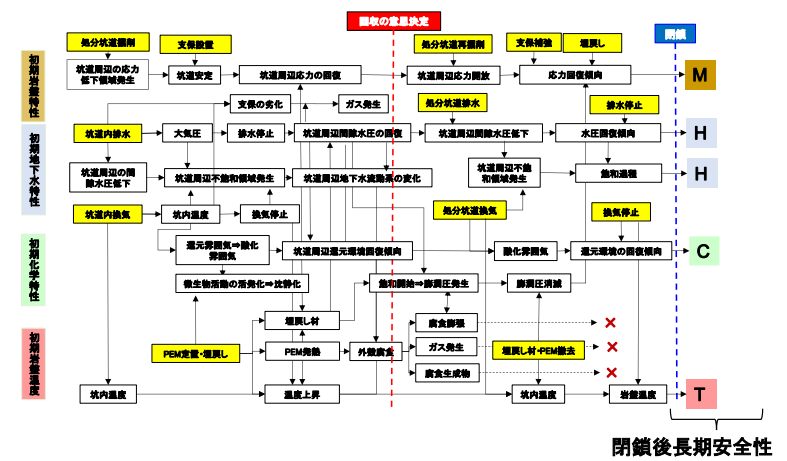 回収の意思決定
閉鎖
処分坑道掘削
支保設置
処分坑道再掘削
支保補強
埋戻し
初期岩盤特性
坑道周辺の応力
低下領域発生
坑道安定
坑道周辺応力の回復
坑道周辺応力開放
応力回復傾向
M
支保の劣化
ガス発生
処分坑道排水
排水停止
初期地下水特性
坑道内排水
大気圧
排水停止
坑道周辺間隙水圧の回復
坑道周辺間隙水圧低下
水圧回復傾向
H
坑道周辺の間
隙水圧低下
坑道周辺不飽和領域発生
坑道周辺地下水流動系の変化
坑道周辺不飽
和領域発生
飽和過程
H
坑道内換気
坑内温度
換気停止
処分坑道換気
換気停止
初期化学特性
還元雰囲気⇒酸化
雰囲気
坑道周辺還元環境回復傾向
酸化雰囲気
還元環境の回復傾向
C
微生物活動の活発化⇒沈静化
飽和開始⇒膨潤圧発生
膨潤圧消滅
埋戻し材
腐食膨張
初期岩盤温度
PEM定置・埋戻し
PEM発熱
外殻腐食
ガス発生
埋戻し材・PEM撤去
腐食生成物
坑内温度
温度上昇
坑内温度
岩盤温度
T
閉鎖後長期安全性